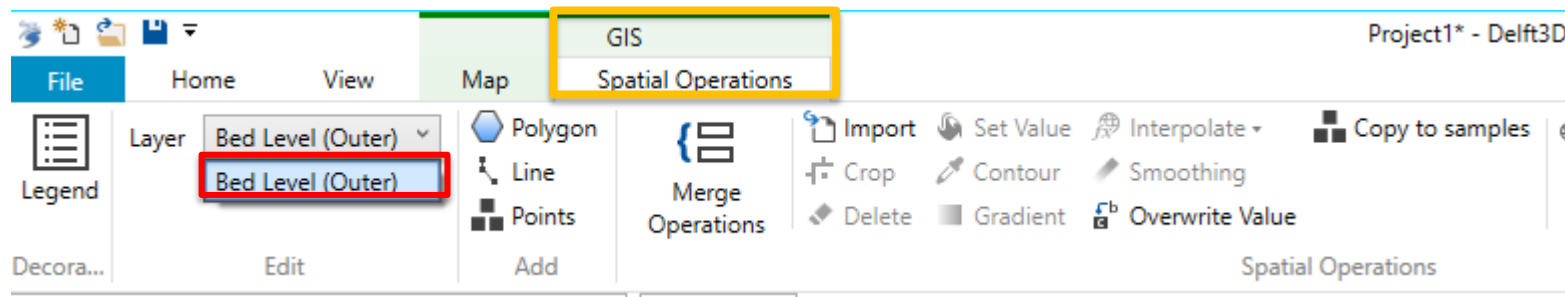 Project1* - Delft3D
GIS
File Home View Map Spatial Operations
Layer Bed Level (Outer)
Bed Level (Outer)
Legend
Polygon
Line
Points
Merge
Operations
Import Set Value Interpolate Copy to samples
Crop Contour Smoothing
Delete Gradient Overwrite Value
Decora... Edit Add Spatial Operations